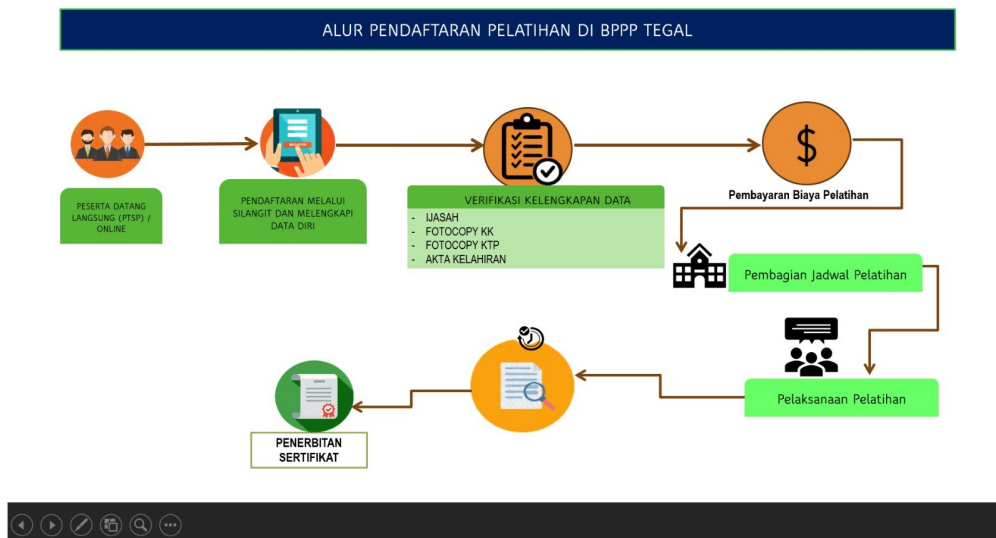 ALUR PENDAFTARAN PELATIHAN DI BPPP TEGAL
PESERTA DATANG
LANGSUNG (PTSP) /
ONLINE
REGISTER
PENDAFTARAN MELALUI
SILANGIT DAN MELENGKAPI
DATA DIRI
VERIFIKASI KELENGKAPAN DATA
- IJASAH
- FOTOCOPY KK
- FOTOCOPY KTP
- AKTA KELAHIRAN
$
Pembayaran Biaya Pelatihan
Pembagian Jadwal Pelatihan
Pelaksanaan Pelatihan
PENERBITAN
SERTIFIKAT